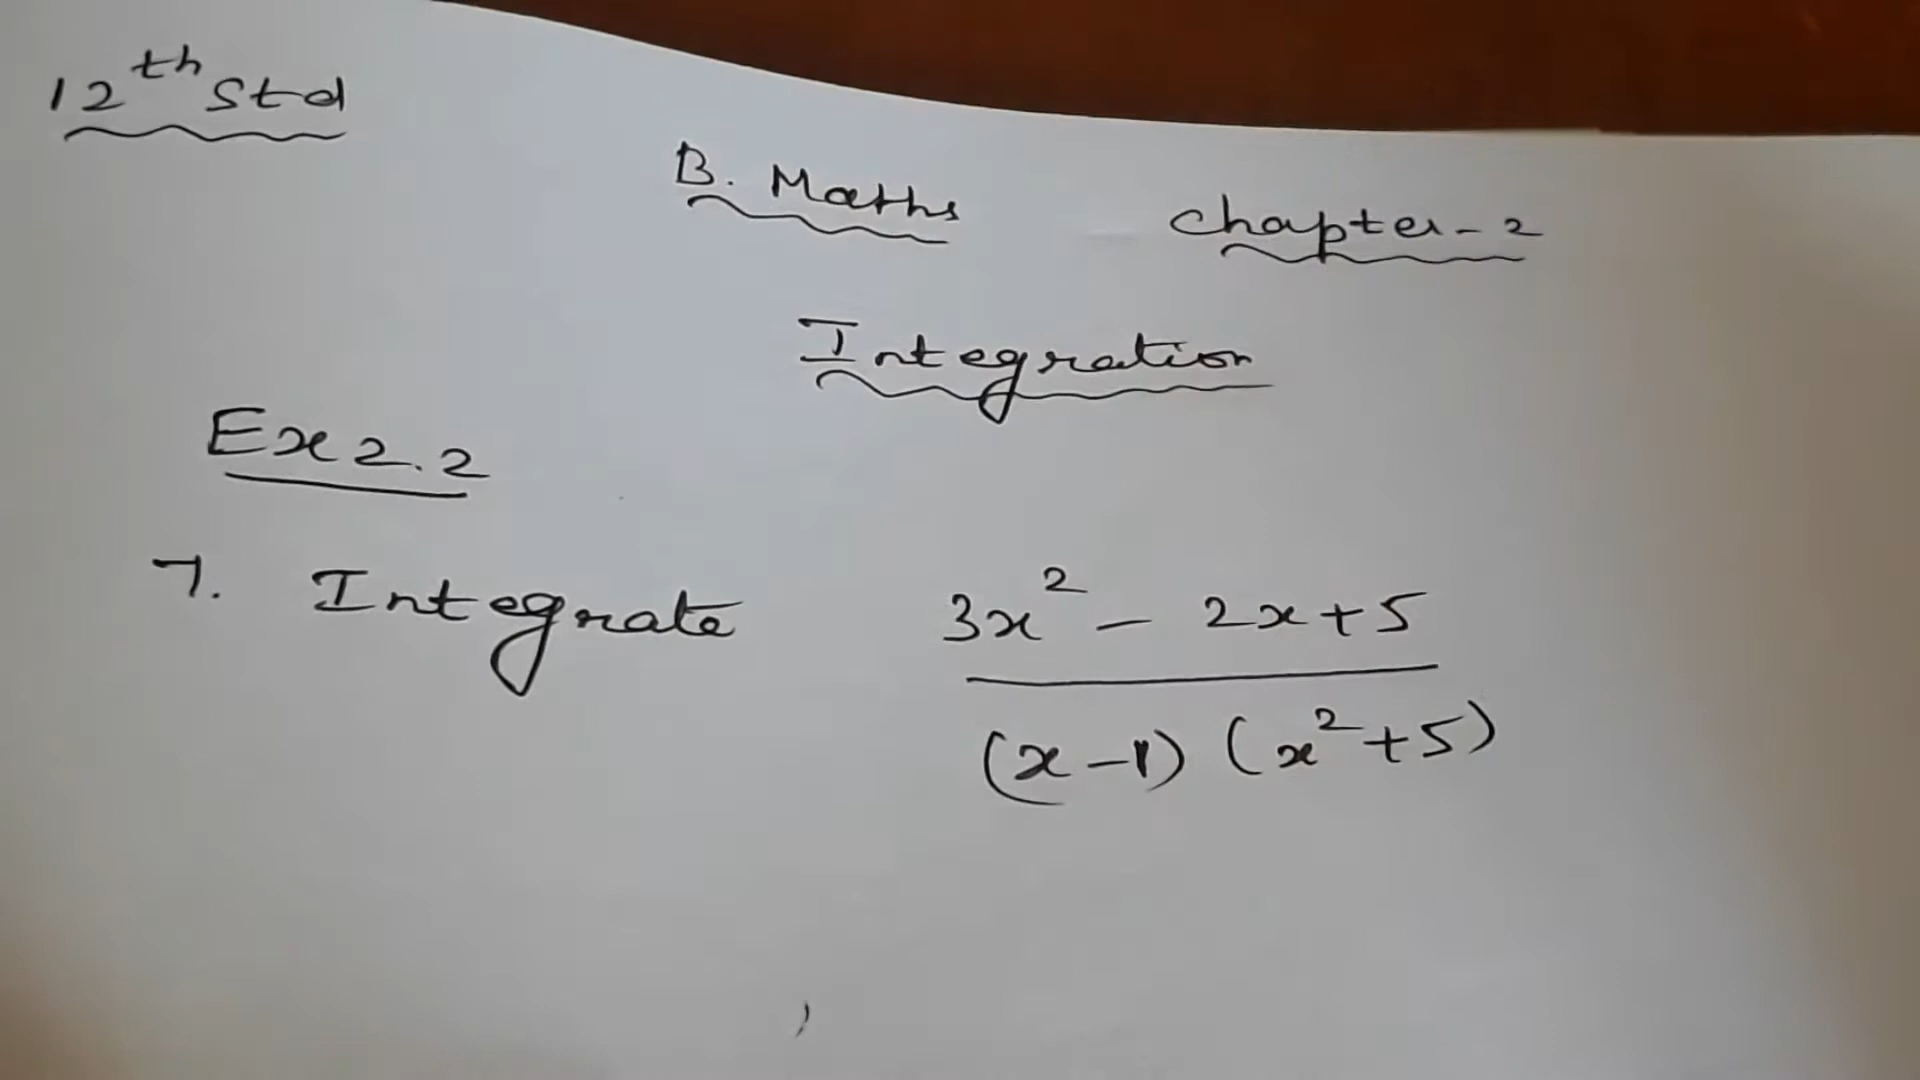 12th Std
B. Maths Chapter-2
Integration
Ex 2.2
7. Integrate 3x² - 2x+5
(x-1) (x²+5)